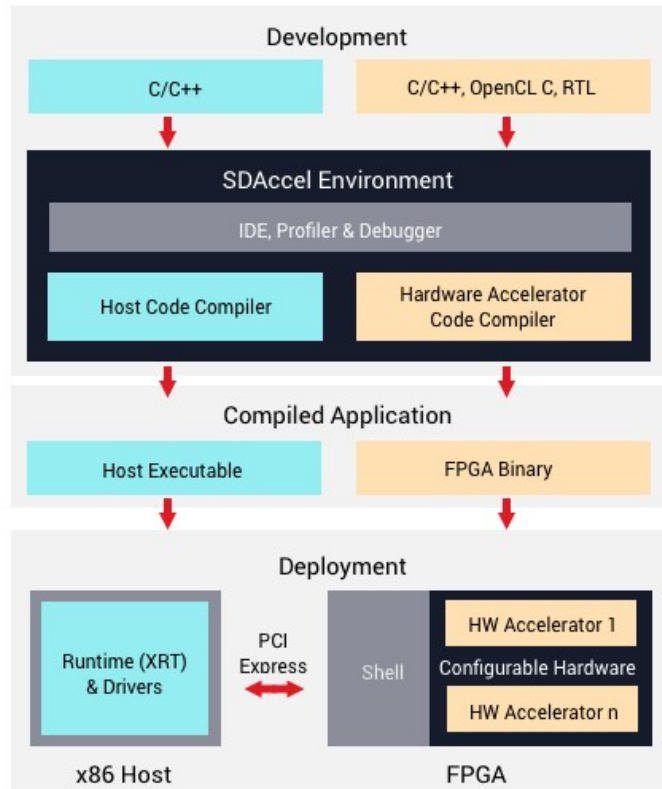 Development
C/C++
C/C++, OpenCL C, RTL
SDAccel Environment
IDE, Profiler & Debugger
Host Code Compiler
Hardware Accelerator
Code Compiler
Compiled Application
Host Executable
FPGA Binary
Deployment
Runtime (XRT)
& Drivers
PCI
Express
Shell
HW Accelerator 1
Configurable Hardware
HW Accelerator n
x86 Host
FPGA